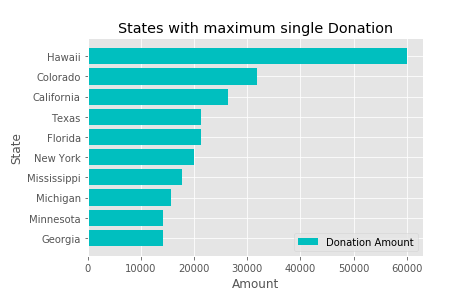 States with maximum single Donation
State
Hawaii
Colorado
California
Texas
Florida
New York
Mississippi
Michigan
Minnesota
Georgia
Donation Amount
0 10000 20000 30000 40000 50000 60000
Amount